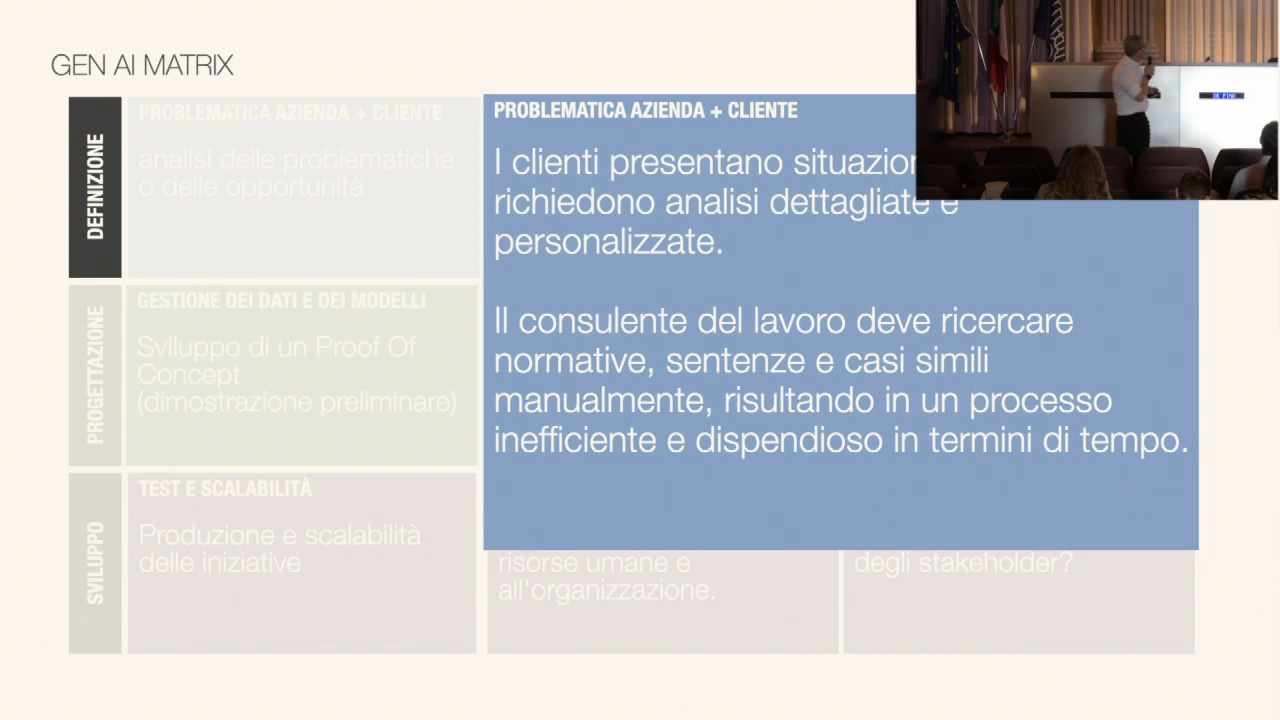 GEN AI MATRIX
DEFINIZIONE
PROBLEMATICA AZIENDA + CLIENTE
analisi delle problematiche
o delle opportunità
PROBLEMATICA AZIENDA + CLIENTE
I clienti presentano
richiedono analisi dettagliate e
personalizzate.
Il consulente del lavoro deve ricercare
normative, sentenze e casi simili
manualmente, risultando in un processo
inefficiente e dispendioso in termini di tempo.
PROGETTAZIONE
GESTIONE DEI DATI E DEI MODELLI
Sviluppo di un Proof Of
Concept
(dimostrazione preliminare)
SVILUPPO
TEST E SCALABILITÀ
Produzione e scalabilità
delle iniziative
risorse umane e
all'organizzazione.
degli stakeholder?